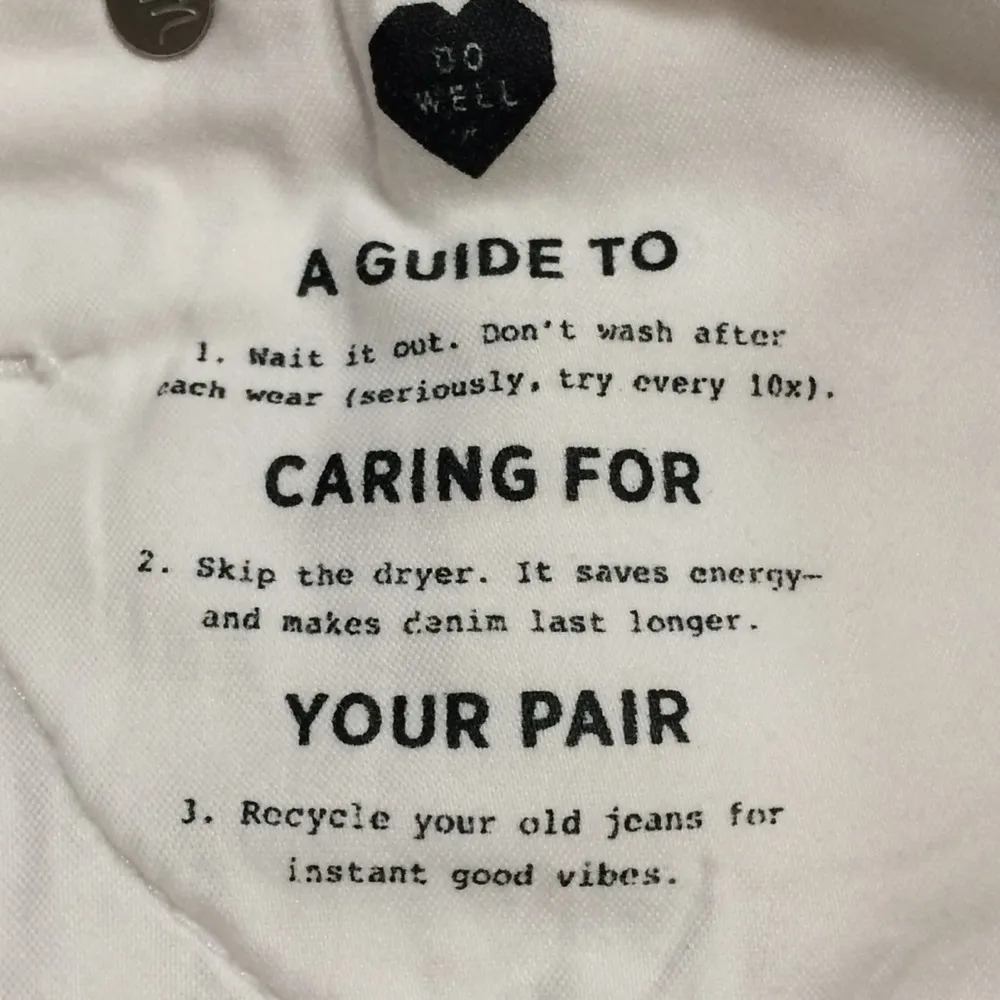 DO
WELL
A GUIDE TO
1. Wait it out. Don't wash after
each wear (seriously, try every 10x).
CARING FOR
2. Skip the dryer. It saves energy—
and makes denim last longer.
YOUR PAIR
3. Recycle your old jeans for
instant good vibes.